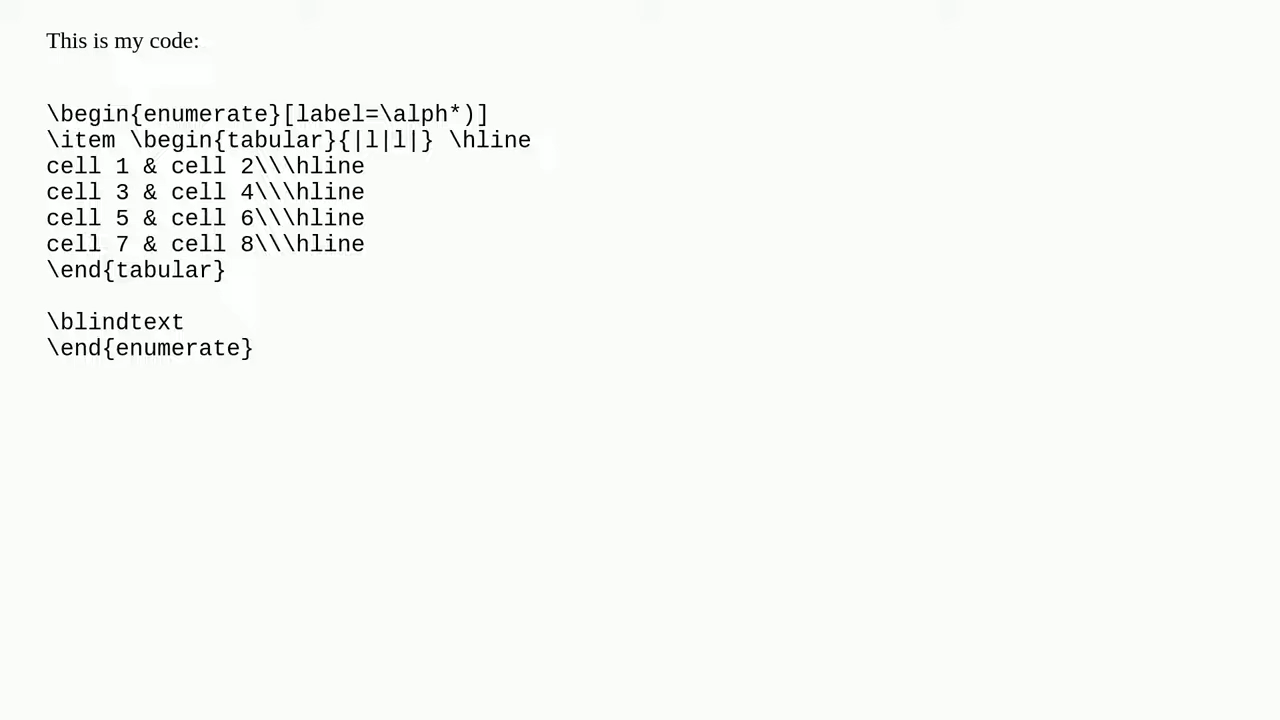 This is my code:
\begin{enumerate}[label=\alph*)]
\item \begin{tabular}{|l|l|} \hline
cell 1 & cell 2\\\hline
cell 3 & cell 4\\\hline
cell 5 & cell 6\\\hline
cell 7 & cell 8\\\hline
\end{tabular}
\blindtext
\end{enumerate}